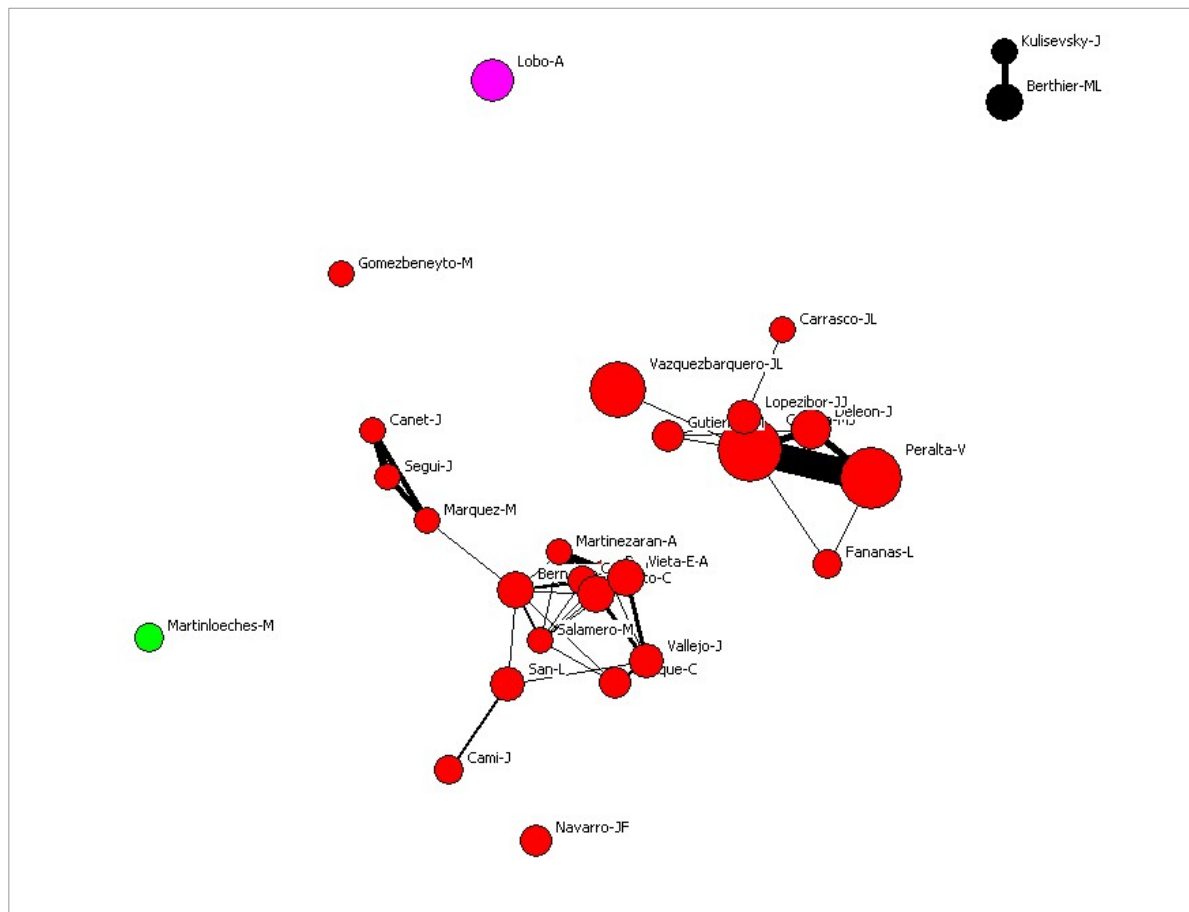 Kulisevsky-J
Lobo-A
Berthier-ML
Gomezbeneyto-M
Carrasco-JL
Vazquezbarquero-JL
Lopezibor-JJ
Deleon-J
Canet-J
Peralta-V
Segui-J
Marquez-M
Martinezaran-A
Fananas-L
Vieta-E-A
Martinloeches-M
Salamero-M
Vallejo-J
San-L
Cami-J
Navarro-JF